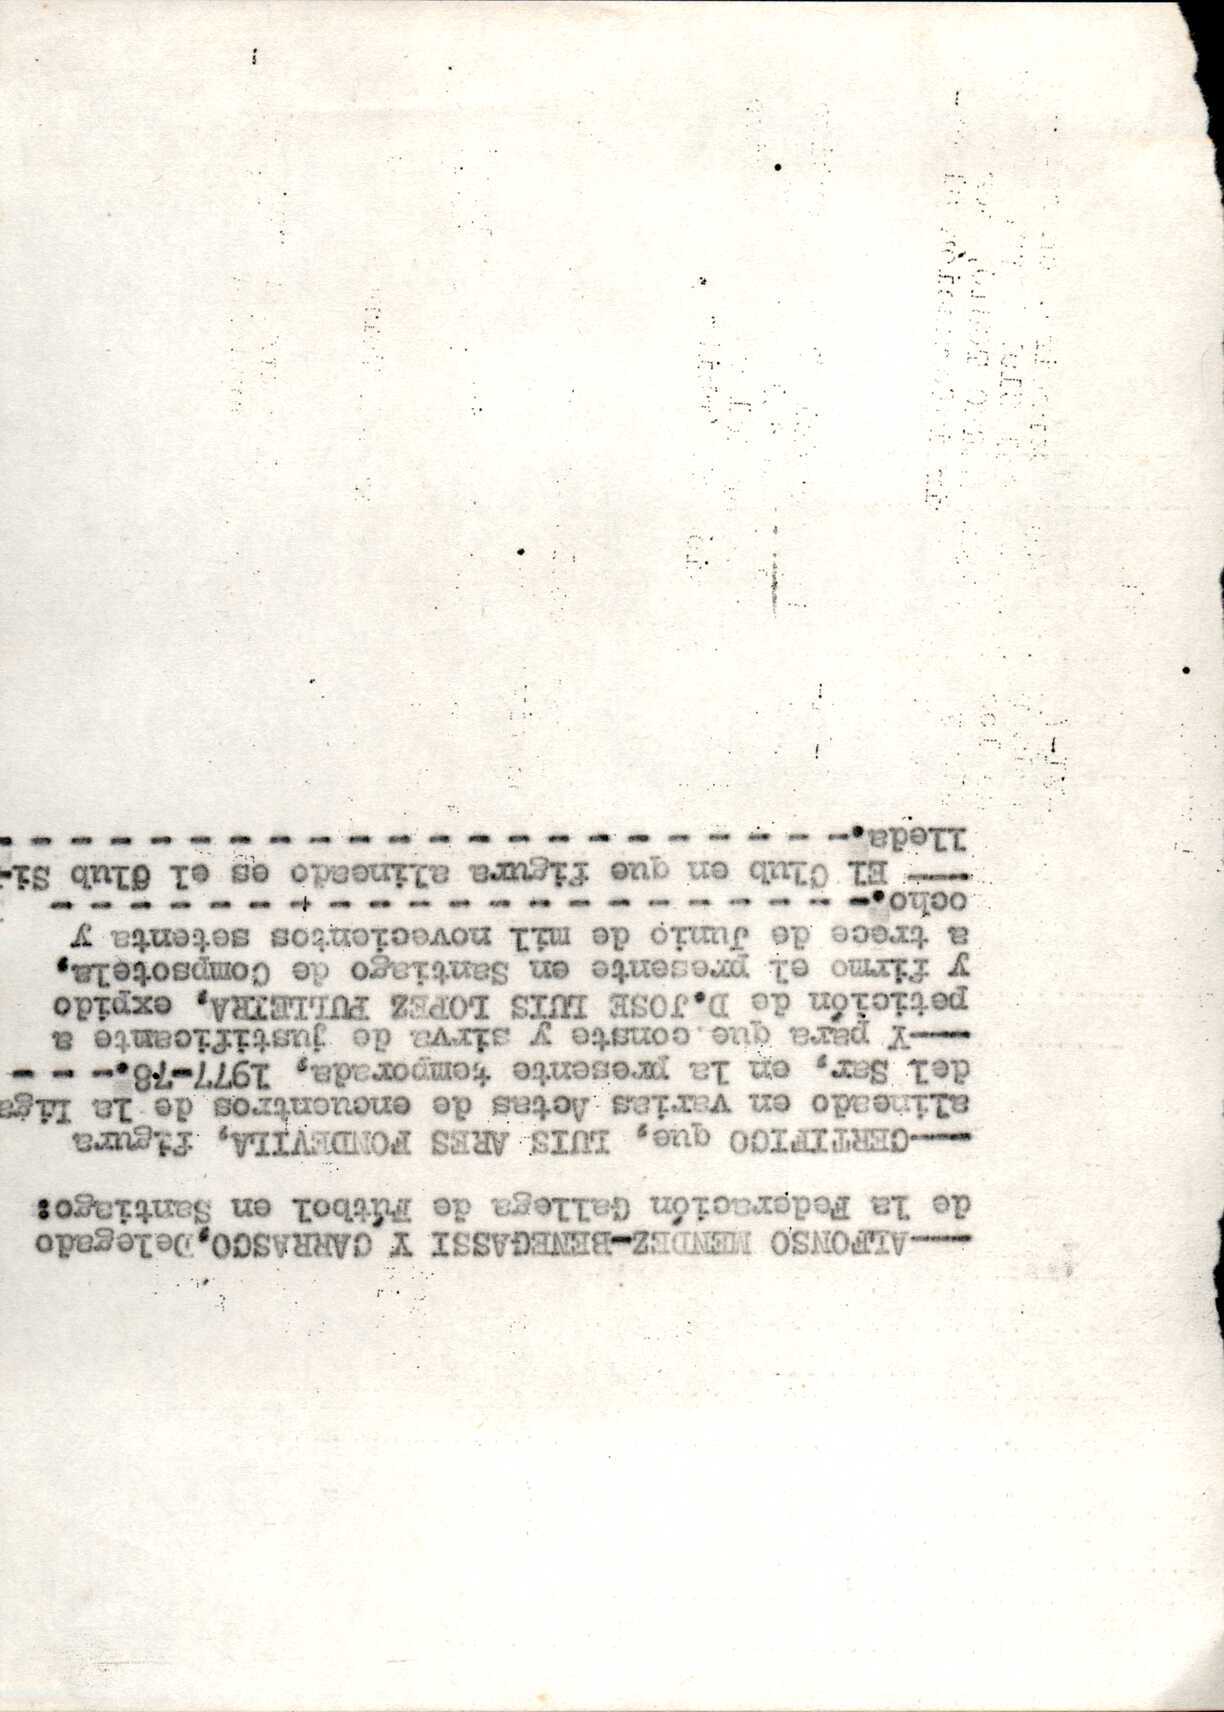 ——ALFONSO MENDEZ-BENEGASSI Y CARRASCO,Delegado
de la Federación Gallega de Fútbol en Santiago:
——CERTIFICO que, LUIS ARES FONDEVILA, figura
alineado en varias Actas de encuentros de la Liga
del Sar, en la presente temporada, 1977-78.- - -
——Y para que conste y sirva de justificante a
petición de D.JOSE LUIS LOPEZ FULLEIRA, expido
y firmo el presente en Santiago de Compsotela,
a trece de Junio de mil novecientos setenta y
ocho.- - - - - - - - - - - - - - - - - - - - -
—— El Club en que figura alineado es el Club Si-
lleda.- - - - - - - - - - - - - - - - - - - - -